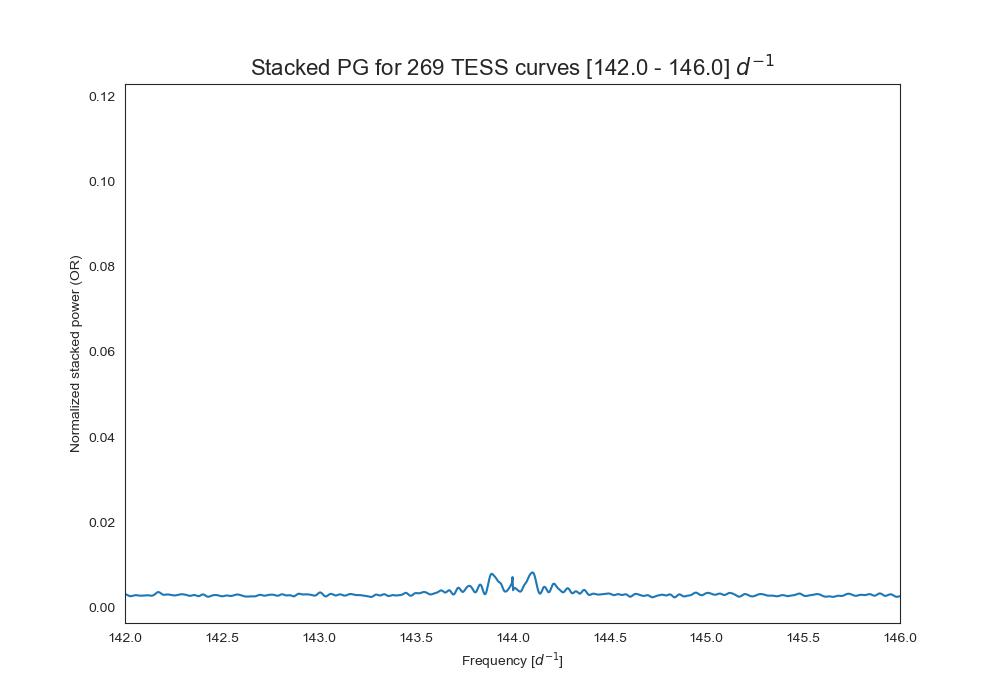 Stacked PG for 269 TESS curves [142.0 - 146.0] d⁻¹
0.12
0.10
0.08
0.06
0.04
0.02
0.00
Normalized stacked power (OR)
142.0 142.5 143.0 143.5 144.0 144.5 145.0 145.5 146.0
Frequency [d⁻¹]